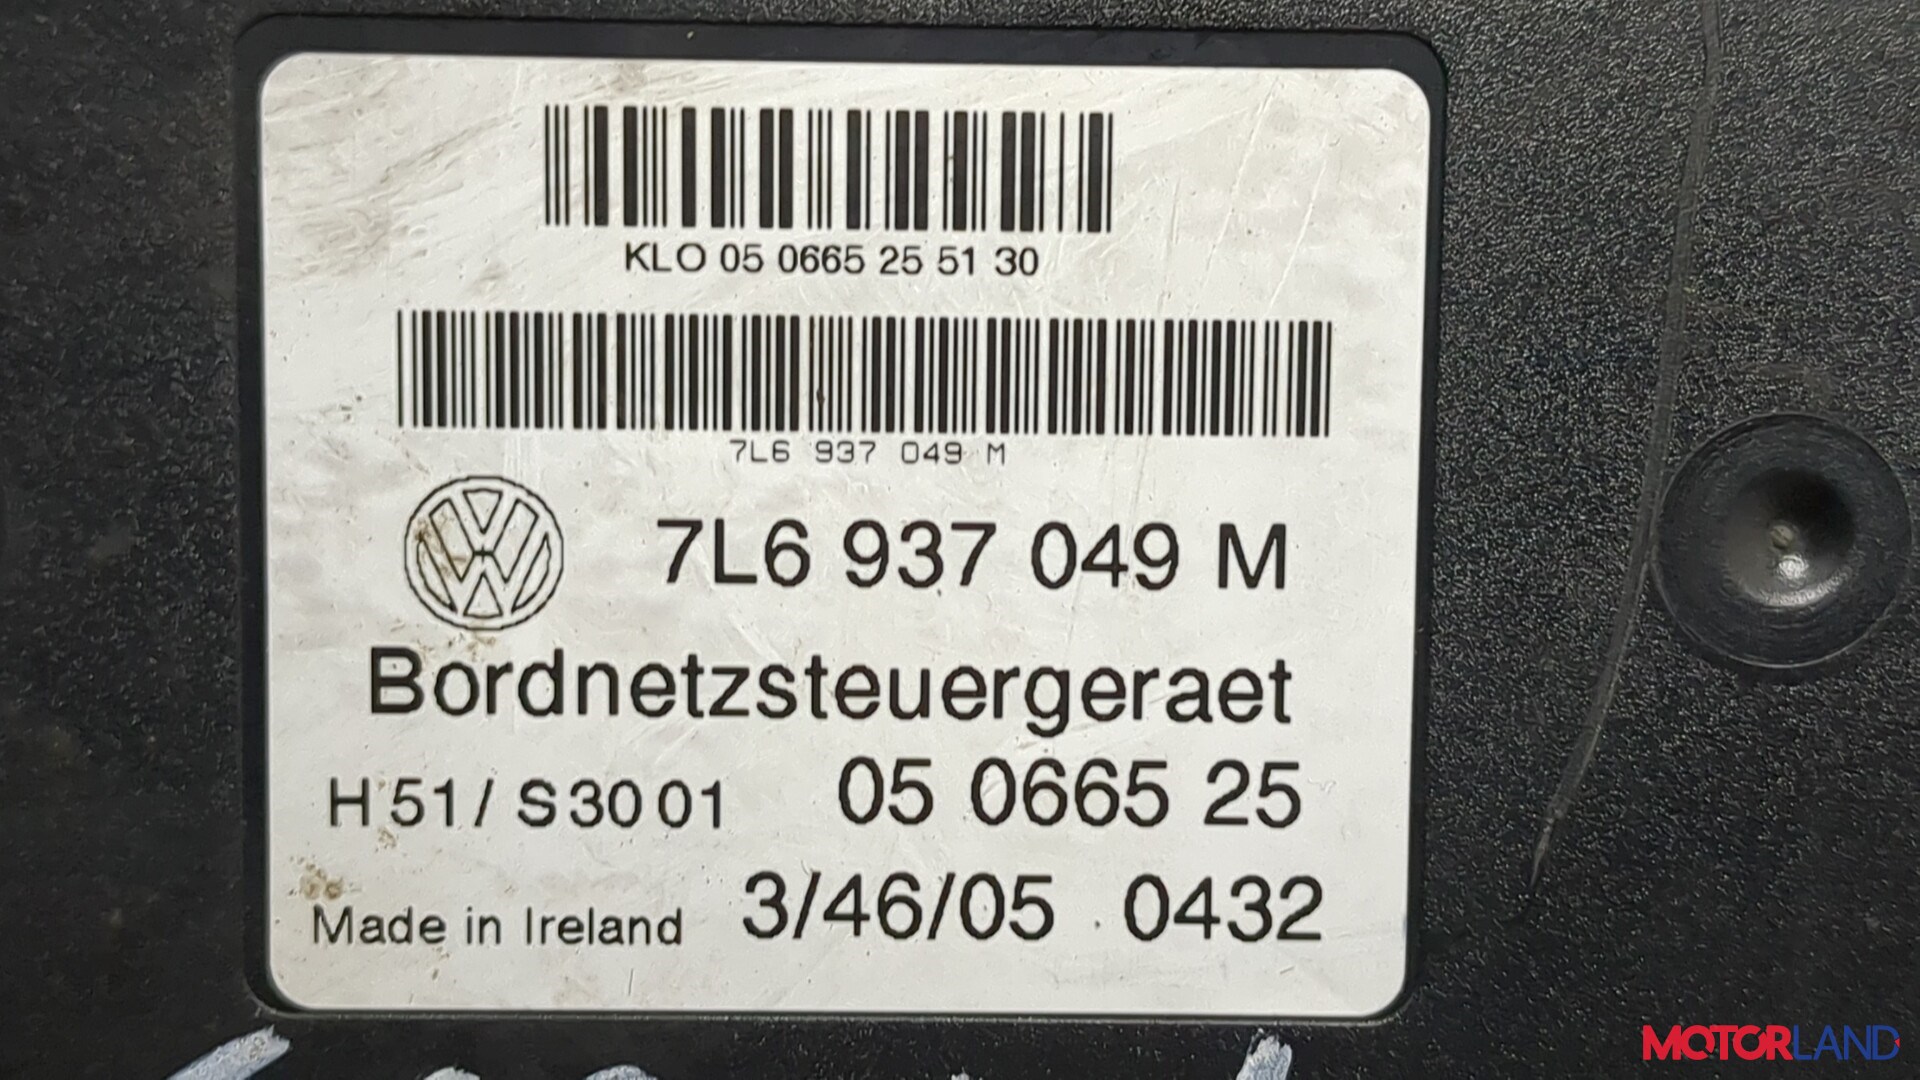 KLO 05 0665 25 51 30
7L6 937 049 M
7L6 937 049 M
Bordnetzsteuergeraet
H 51 / S 30 01 05 0665 25
Made in Ireland 3/46/05 0432
MOTORLAND